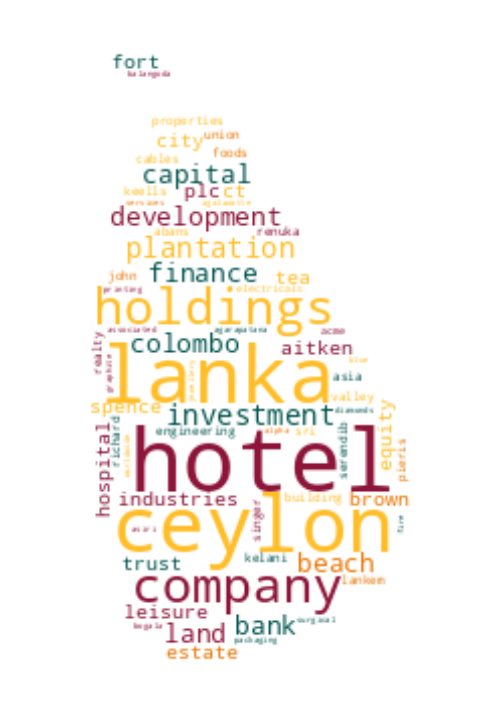 fort
balangoda
properties
city union
cables foods
capital
keells plc ct
services agalawatte
development
abans renuka
plantation
finance tea
john
printing electricals
holdings
associated agarapatana acme
realty colombo aitken
graphite lanka blue
asia
valley
spence investment diamonds
richard engineering alpha sri serendib equity
hospital hotel pieris
industries building brown
asiri ceylon singer fire
trust kelani beach
company lankem
leisure
bogala land bank surgical
packaging
estate